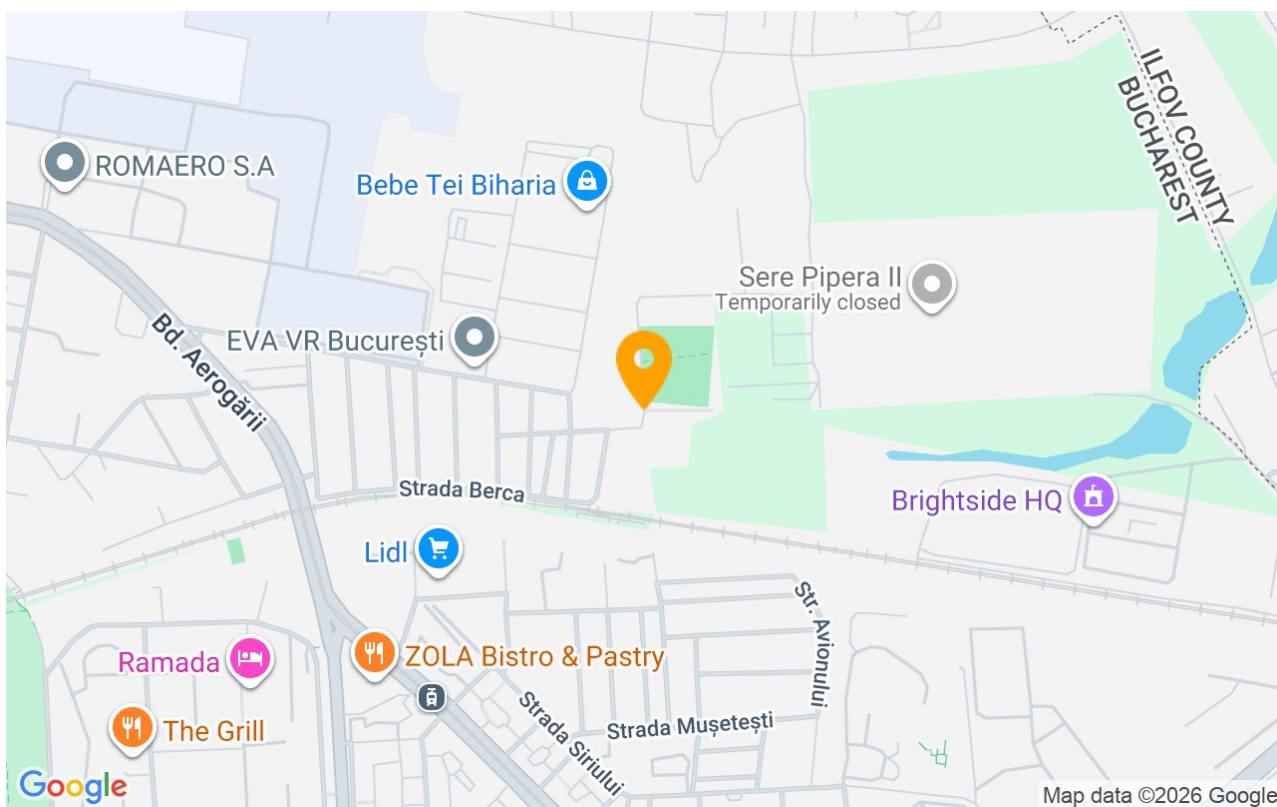 ILFOV COUNTY
BUCHAREST
ROMAERO S.A
Bebe Tei Biharia
Sere Pipera II
Temporarily closed
Bd. Aerogării
EVA VR București
Strada Berca
Brightside HQ
Lidl
Str. Avionului
Ramada
ZOLA Bistro & Pastry
The Grill
Strada Siriului
Strada Mușetești
Google
Map data ©2026 Google